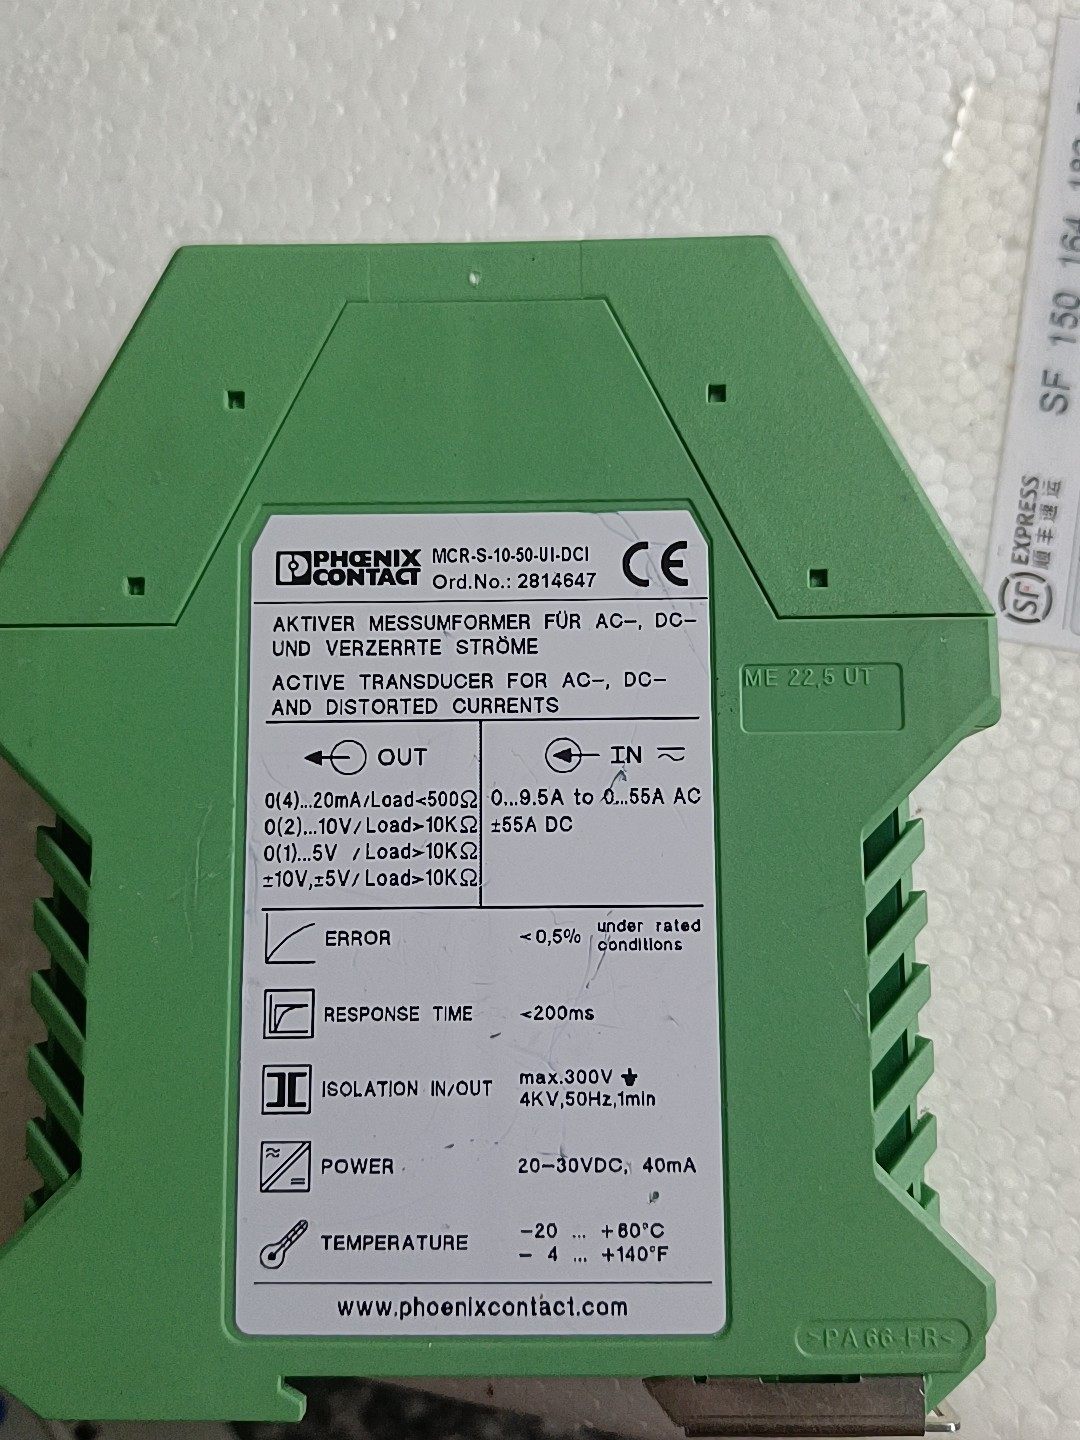 PHŒNIX
CONTACT
MCR-S-10-50-UI-DCI
Ord.No.: 2814647
CE
AKTIVER MESSUMFORMER FÜR AC–, DC–
UND VERZERRTE STRÖME
ACTIVE TRANSDUCER FOR AC–, DC–
AND DISTORTED CURRENTS
OUT
0(4)...20mA/Load<500Ω
0(2)...10V/Load>10KΩ
0(1)...5V /Load>10KΩ
±10V,±5V/Load>10KΩ
IN
0...9.5A to 0...55A AC
±55A DC
ERROR <0,5% under rated
conditions
RESPONSE TIME <200ms
ISOLATION IN/OUT max.300V
4KV,50Hz,1min
POWER 20–30VDC, 40mA
TEMPERATURE –20 ... +60°C
– 4 ... +140°F
www.phoenixcontact.com
ME 22,5 UT
>PA 66-FR<
SF 150 164
SF EXPRESS
顺丰速运